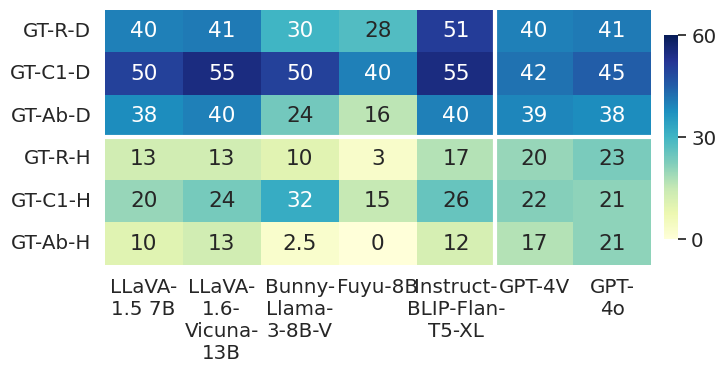 GT-R-D 40 41 30 28 51 40 41
GT-C1-D 50 55 50 40 55 42 45
GT-Ab-D 38 40 24 16 40 39 38
GT-R-H 13 13 10 3 17 20 23
GT-C1-H 20 24 32 15 26 22 21
GT-Ab-H 10 13 2.5 0 12 17 21
60
30
0
LLaVA-
1.5 7B
LLaVA-
1.6-
Vicuna-
13B
Bunny-
Llama-
3-8B-V
Fuyu-8B
Instruct-
BLIP-Flan-
T5-XL
GPT-4V
GPT-
4o